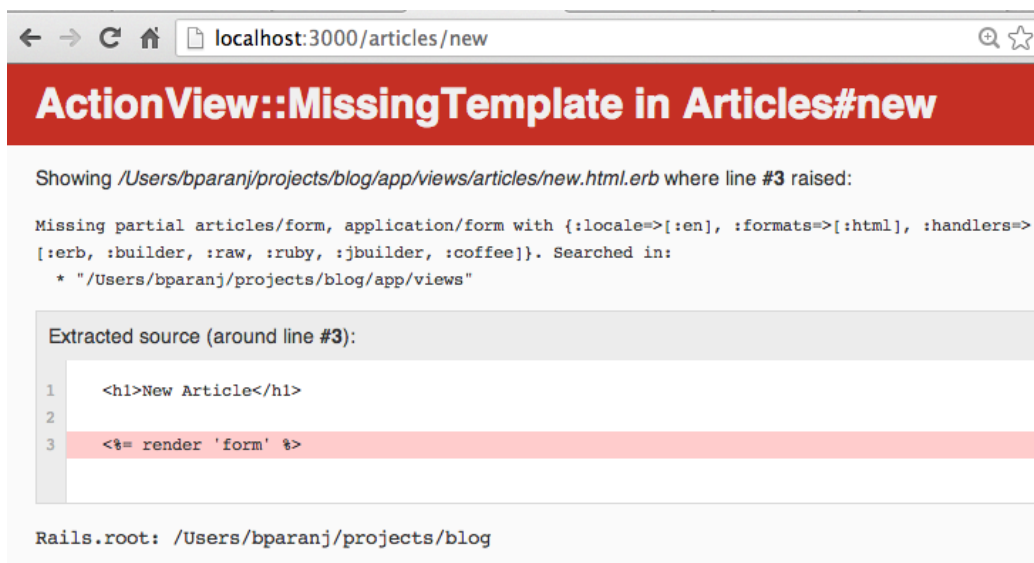 localhost:3000/articles/new
ActionView::MissingTemplate in Articles#new
Showing /Users/bparanj/projects/blog/app/views/articles/new.html.erb where line #3 raised:
Missing partial articles/form, application/form with {:locale=>[:en], :formats=>[:html], :handlers=>
[:erb, :builder, :raw, :ruby, :jbuilder, :coffee]}. Searched in:
* "/Users/bparanj/projects/blog/app/views"
Extracted source (around line #3):
1 <h1>New Article</h1>
2
3 <%= render 'form' %>
Rails.root: /Users/bparanj/projects/blog